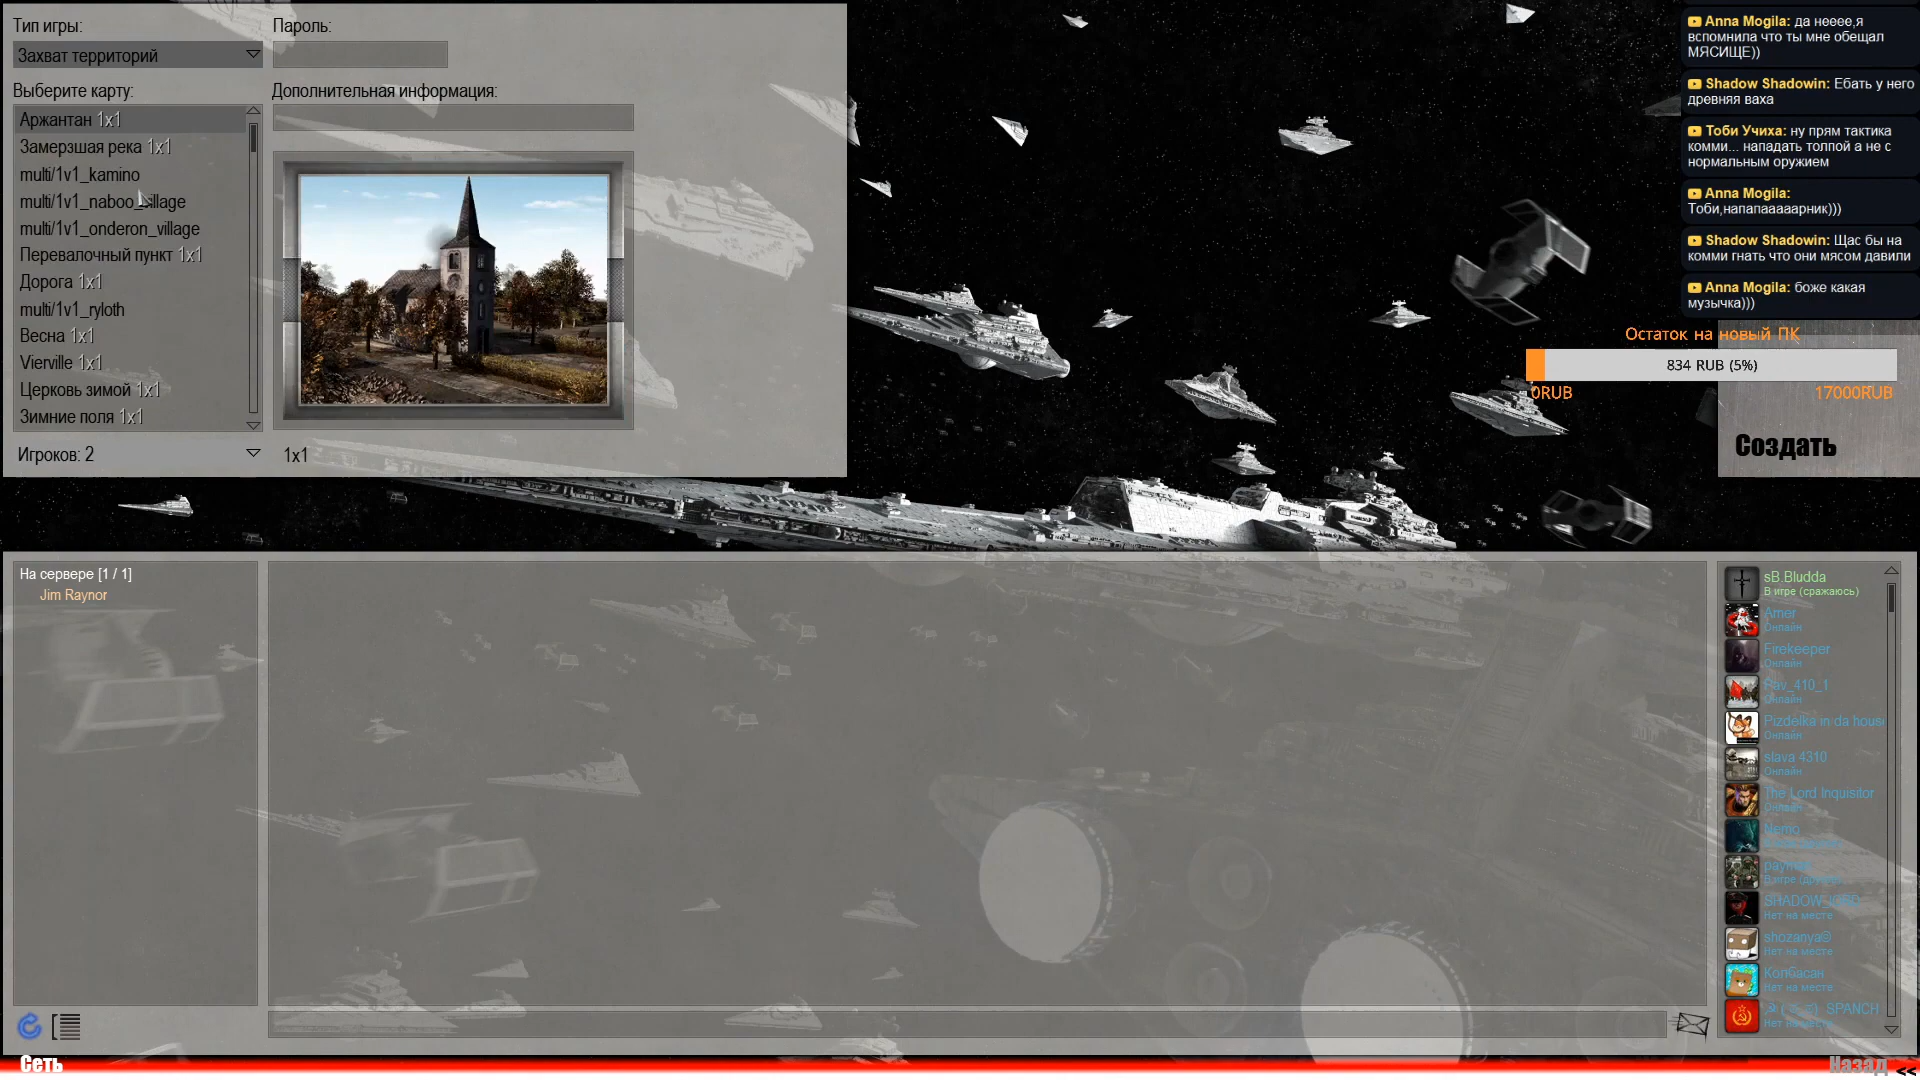 Тип игры:
Захват территорий
Пароль:
Выберите карту:
Дополнительная информация:
Аржантан 1x1
Замерзшая река 1x1
multi/1v1_kamino
multi/1v1_naboo_village
multi/1v1_onderon_village
Перевалочный пункт 1x1
Дорога 1x1
multi/1v1_ryloth
Весна 1x1
Vierville 1x1
Церковь зимой 1x1
Зимние поля 1x1
Игроков: 2
1x1
Anna Mogila: да нееее,я
вспомнила что ты мне обещал
МЯСИЩЕ))
Shadow Shadowin: Ебать у него
древняя ваха
Тоби Учиха: ну прям тактика
комми... нападать толпой а не с
нормальным оружием
Anna Mogila:
Тоби,напапааааарник)))
Shadow Shadowin: Щас бы на
комми гнать что они мясом давили
Anna Mogila: боже какая
музычка)))
Остаток на новый ПК
834 RUB (5%)
0RUB
17000RUB
Создать
На сервере [1 / 1]
Jim Raynor
sB.Bludda
В игре (сражаюсь)
Amer
Онлайн
Firekeeper
Онлайн
Pav_410_1
Онлайн
Pizdelka in da house
Онлайн
slava 4310
Онлайн
The Lord Inquisitor
Онлайн
Nemo
SHADOW_LORD
Нет на месте
shozanya©
Нет на месте
Колбасан
Нет на месте
SPANCH
Нет на месте
Сеть
Назад <<